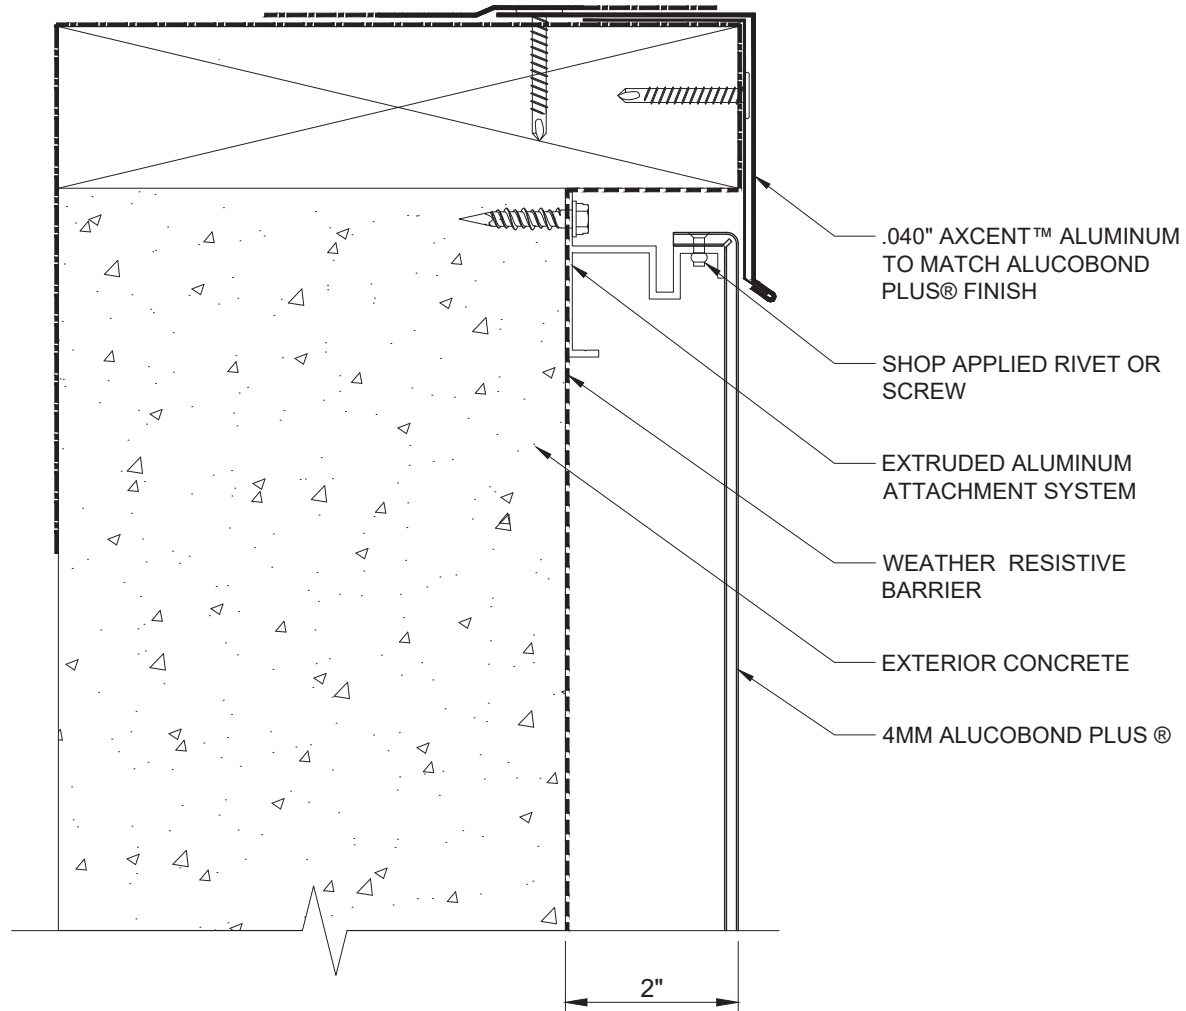 .040" AXCENT™ ALUMINUM
TO MATCH ALUCOBOND
PLUS® FINISH
SHOP APPLIED RIVET OR
SCREW
EXTRUDED ALUMINUM
ATTACHMENT SYSTEM
WEATHER RESISTIVE
BARRIER
EXTERIOR CONCRETE
4MM ALUCOBOND PLUS ®
2"